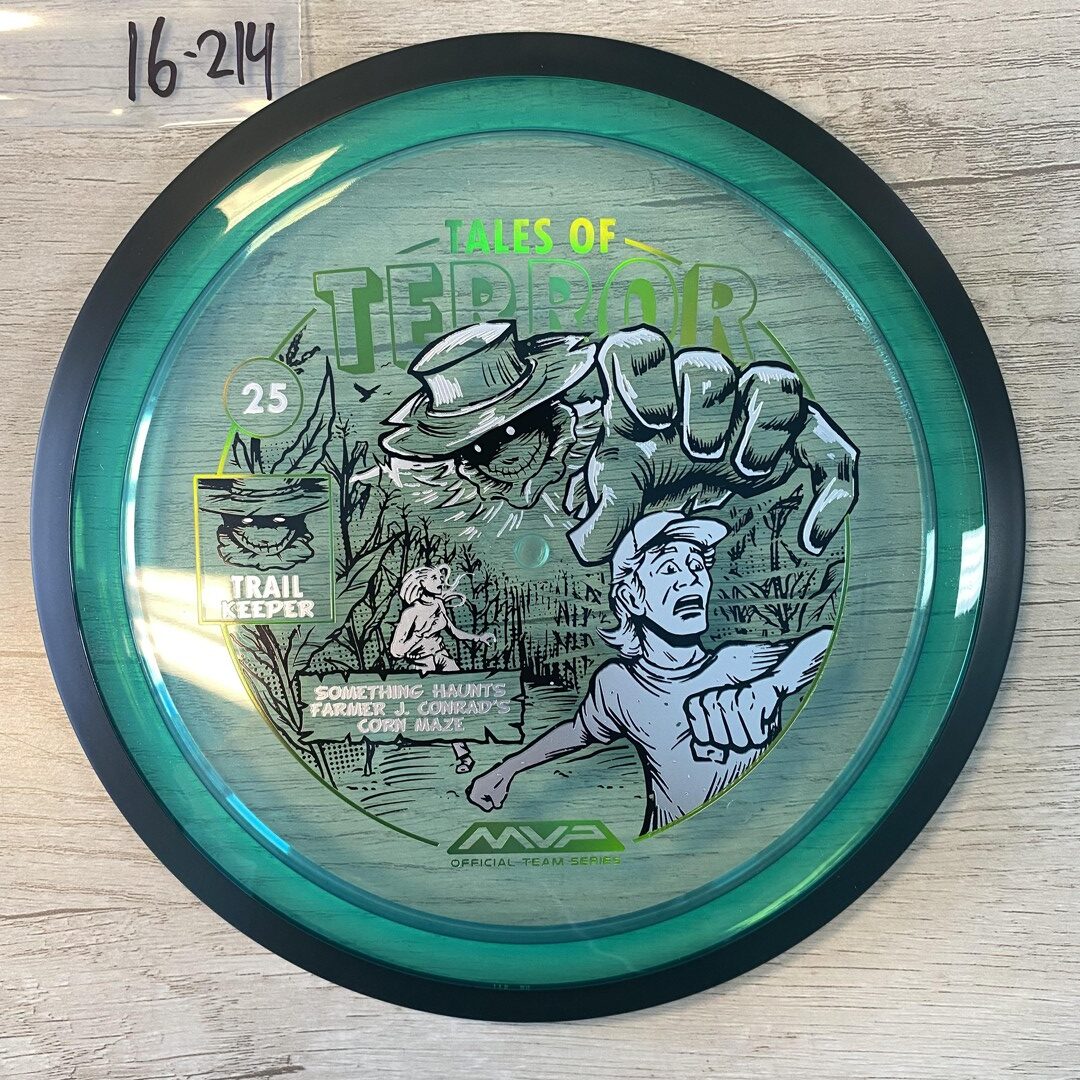 16-214
TALES OF
TERROR
25
TRAIL
KEEPER
SOMETHING HAUNTS
FARMER J. CONRAD'S
CORN MAZE
MVP
OFFICIAL TEAM SERIES